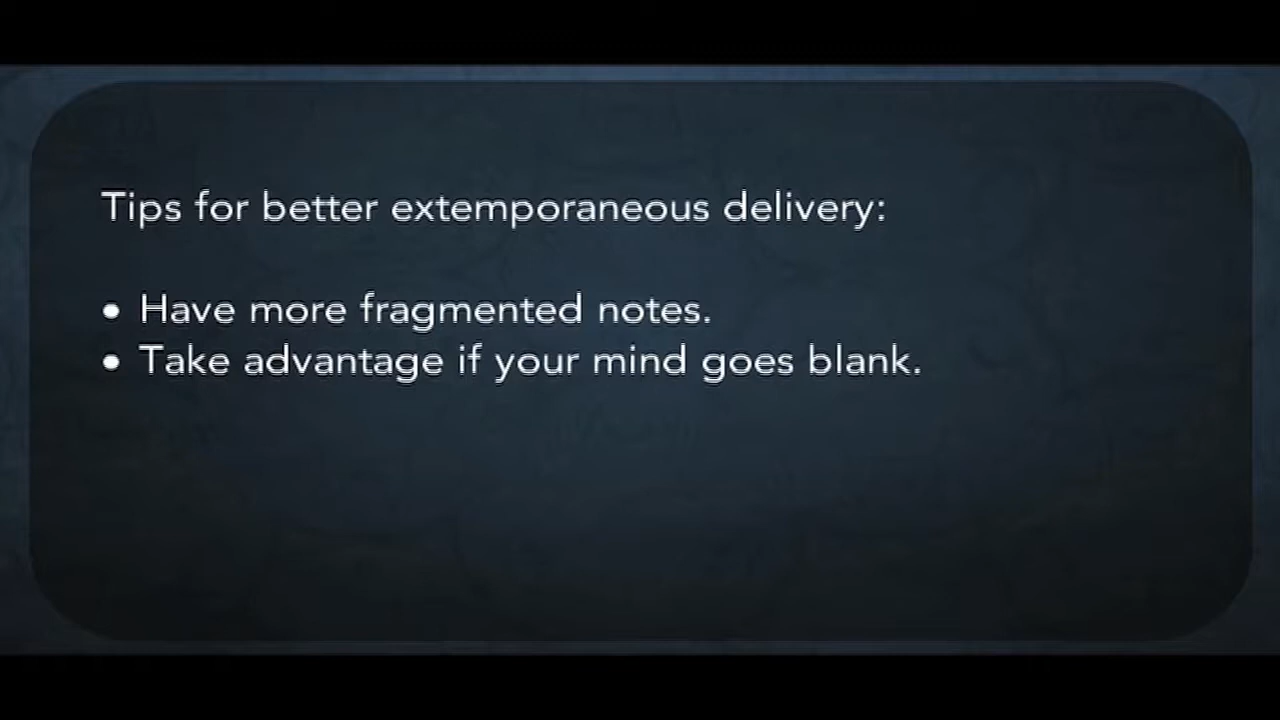 Tips for better extemporaneous delivery:
• Have more fragmented notes.
• Take advantage if your mind goes blank.